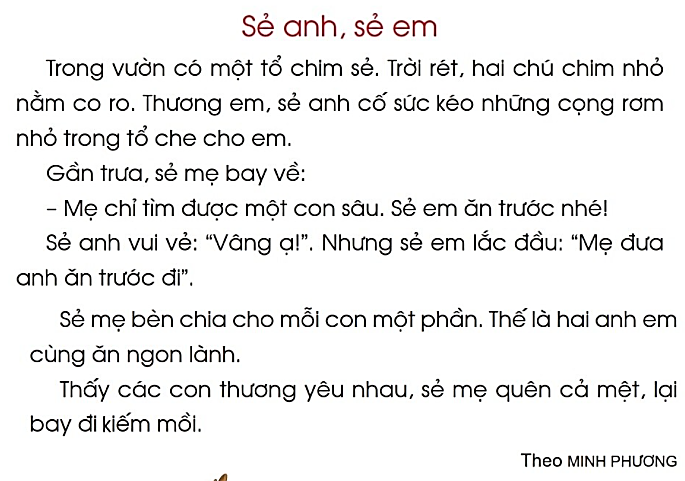 Sẻ anh, sẻ em
Trong vườn có một tổ chim sẻ. Trời rét, hai chú chim nhỏ
nằm co ro. Thương em, sẻ anh cố sức kéo những cọng rơm
nhỏ trong tổ che cho em.
Gần trưa, sẻ mẹ bay về:
– Mẹ chỉ tìm được một con sâu. Sẻ em ăn trước nhé!
Sẻ anh vui vẻ: “Vâng ạ!”. Nhưng sẻ em lắc đầu: “Mẹ đưa
anh ăn trước đi”.
Sẻ mẹ bèn chia cho mỗi con một phần. Thế là hai anh em
cùng ăn ngon lành.
Thấy các con thương yêu nhau, sẻ mẹ quên cả mệt, lại
bay đi kiếm mồi.
Theo MINH PHƯƠNG